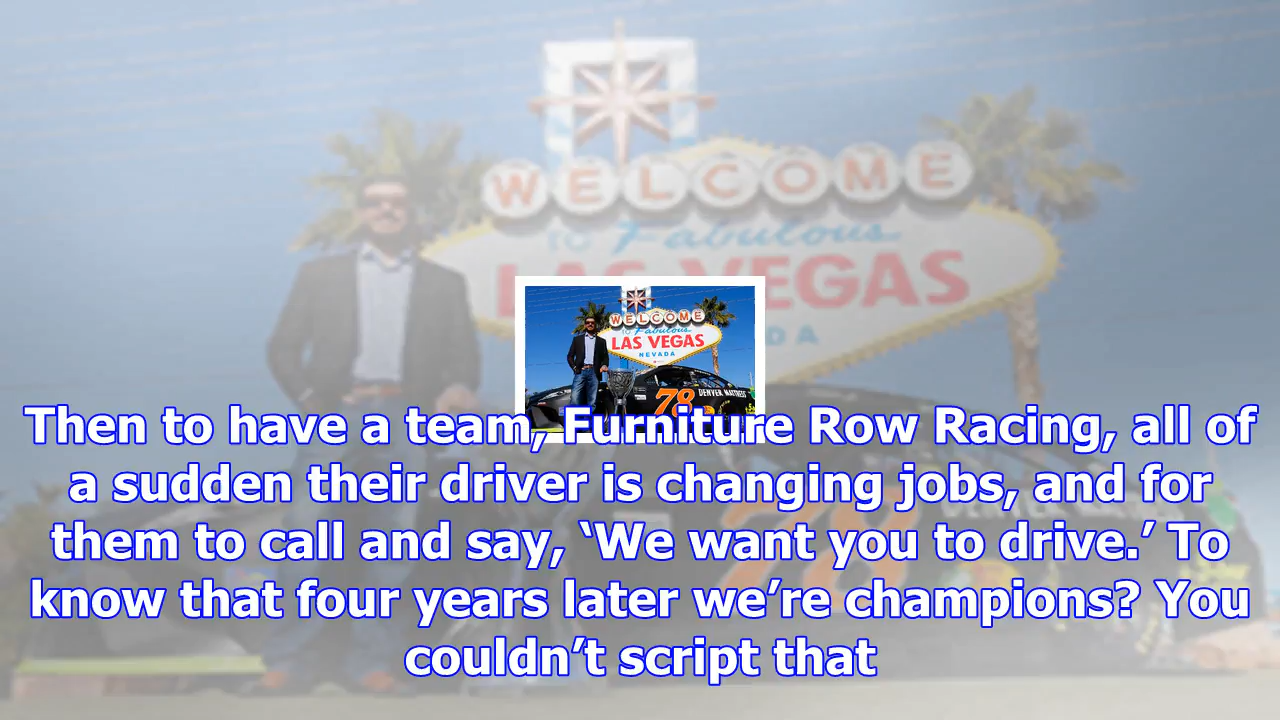 WELCOME
to Fabulous
LAS VEGAS
NEVADA
WELCOME
to Fabulous
LAS VEGAS
NEVADA
78
DENVER MATTRESS
Then to have a team, Furniture Row Racing, all of
a sudden their driver is changing jobs, and for
them to call and say, ‘We want you to drive.’ To
know that four years later we’re champions? You
couldn’t script that